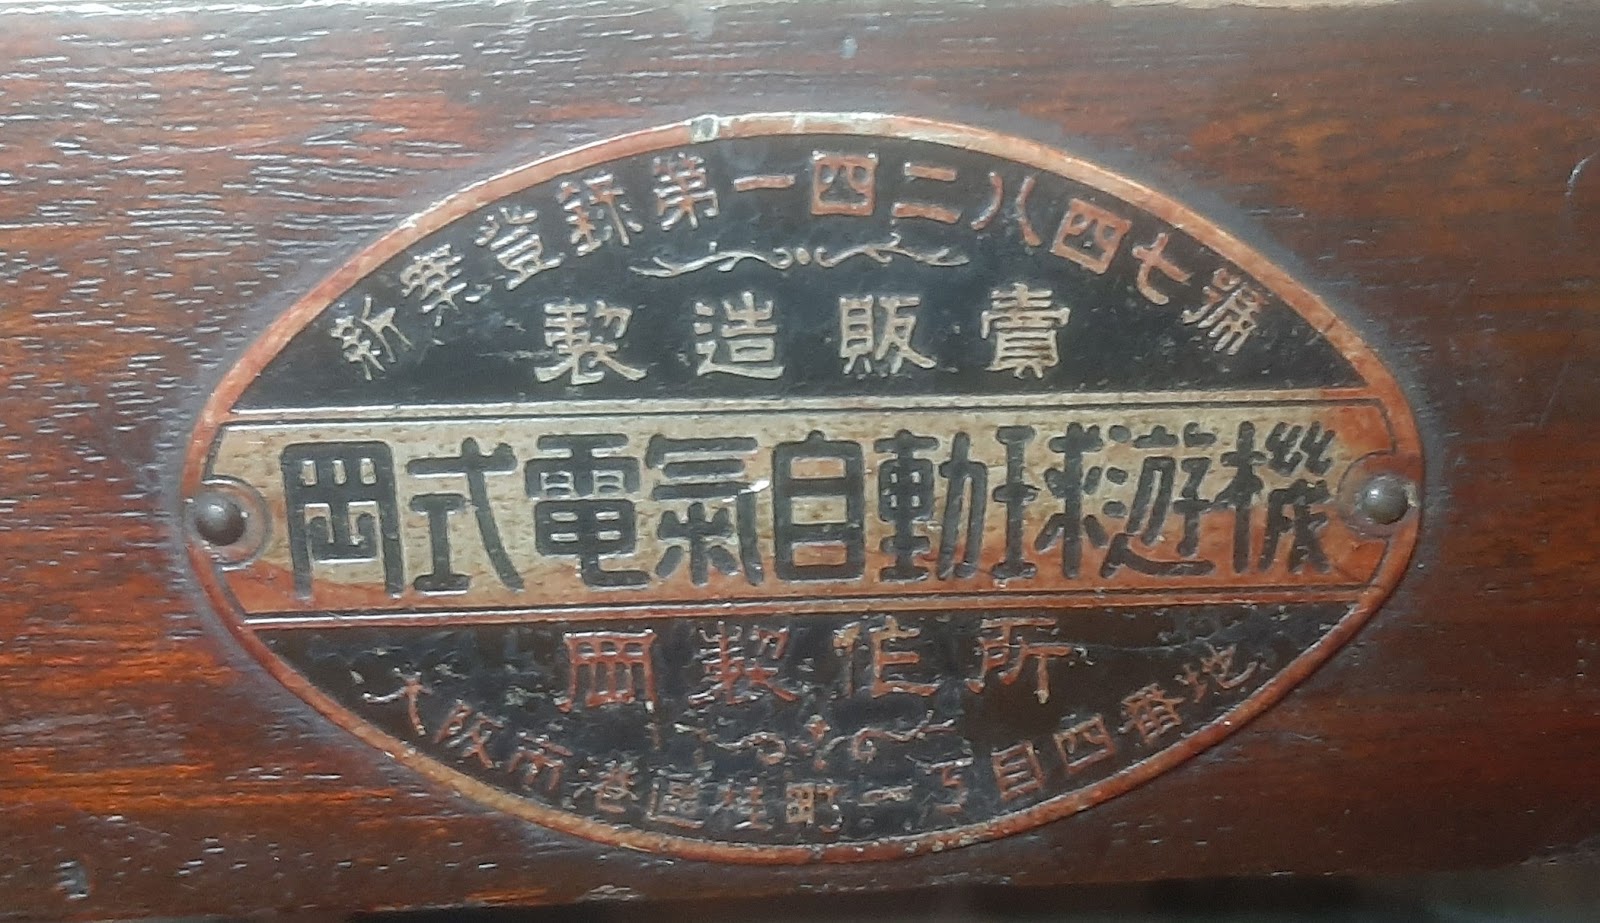 新案登録第一四二八四七號
製造販賣
岡式電氣自動球遊機
岡製作所
大阪市港區桂町一丁目四番地